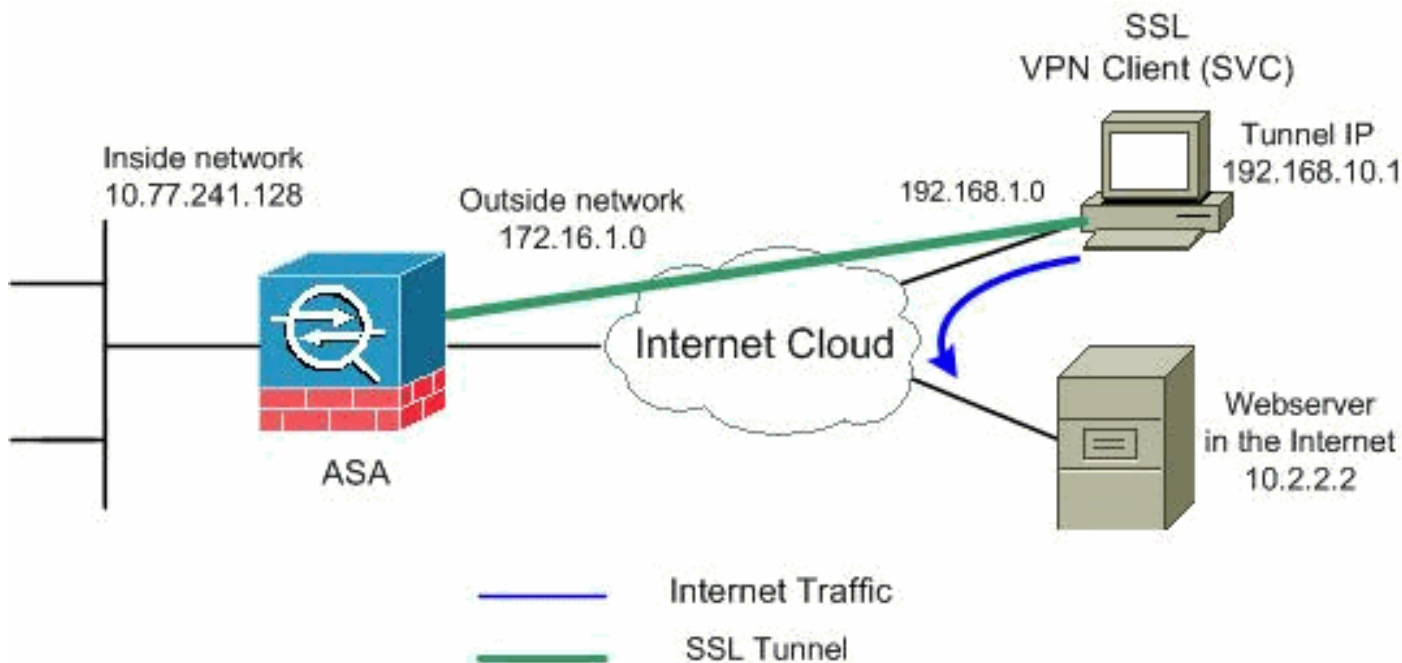 SSL
VPN Client (SVC)
Tunnel IP
192.168.10.1
Inside network
10.77.241.128
Outside network
172.16.1.0
192.168.1.0
Internet Cloud
ASA
Webserver
in the Internet
10.2.2.2
Internet Traffic
SSL Tunnel